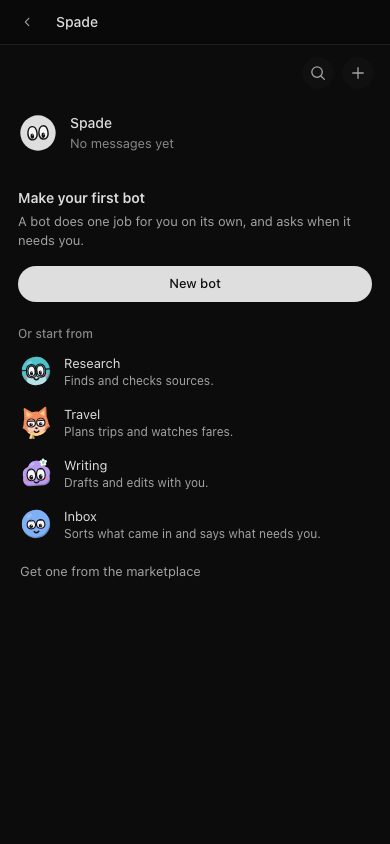 Spade
Spade
No messages yet
Make your first bot
A bot does one job for you on its own, and asks when it
needs you.
New bot
Or start from
Research
Finds and checks sources.
Travel
Plans trips and watches fares.
Writing
Drafts and edits with you.
Inbox
Sorts what came in and says what needs you.
Get one from the marketplace